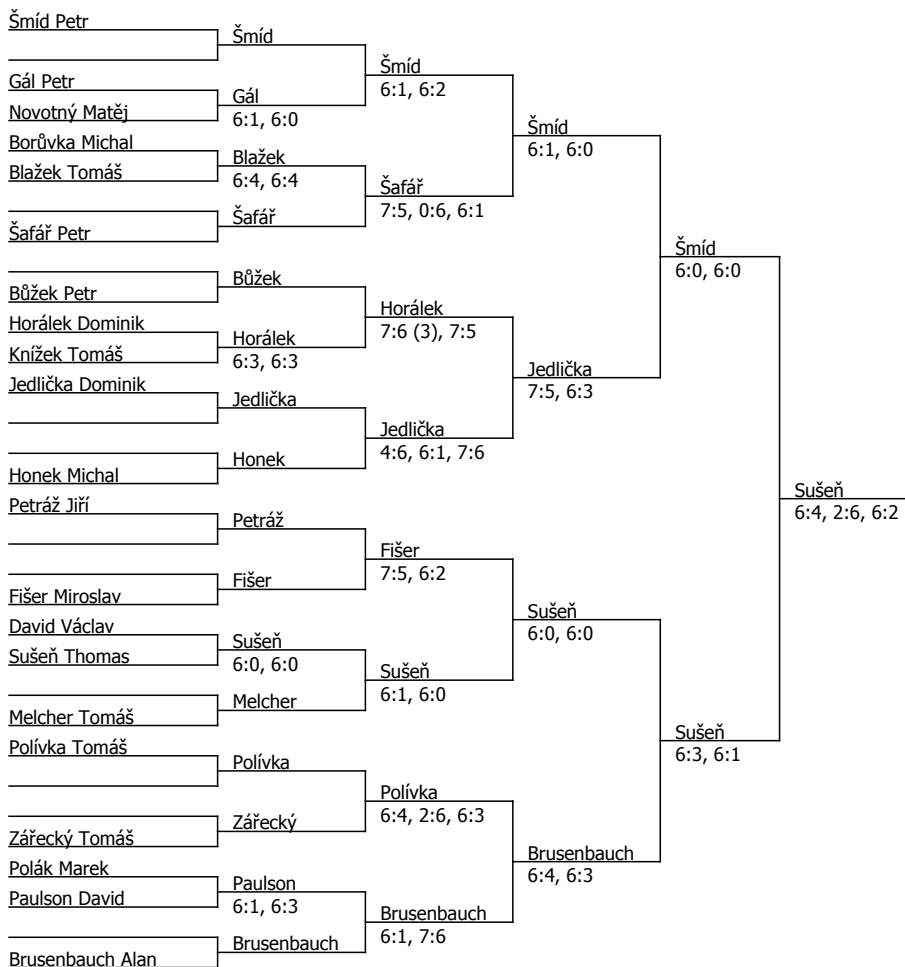 Šmíd Petr
Gál Petr
Novotný Matěj
Borůvka Michal
Blažek Tomáš
Šafář Petr
Bůžek Petr
Horálek Dominik
Knížek Tomáš
Jedlička Dominik
Honek Michal
Petráž Jiří
Fišer Miroslav
David Václav
Sušeň Thomas
Melcher Tomáš
Polívka Tomáš
Zářecký Tomáš
Polák Marek
Paulson David
Brusenbauch Alan
Šmíd
Gál
6:1, 6:0
Blažek
6:4, 6:4
Šafář
Bůžek
Horálek
6:3, 6:3
Jedlička
Honek
Petráž
Fišer
Sušeň
6:0, 6:0
Melcher
Polívka
Zářecký
Paulson
6:1, 6:3
Brusenbauch
Šmíd
6:1, 6:2
Šafář
7:5, 0:6, 6:1
Horálek
7:6 (3), 7:5
Jedlička
4:6, 6:1, 7:6
Fišer
7:5, 6:2
Sušeň
6:1, 6:0
Polívka
6:4, 2:6, 6:3
Brusenbauch
6:1, 7:6
Šmíd
6:1, 6:0
Jedlička
7:5, 6:3
Sušeň
6:0, 6:0
Brusenbauch
6:4, 6:3
Šmíd
6:0, 6:0
Sušeň
6:3, 6:1
Sušeň
6:4, 2:6, 6:2